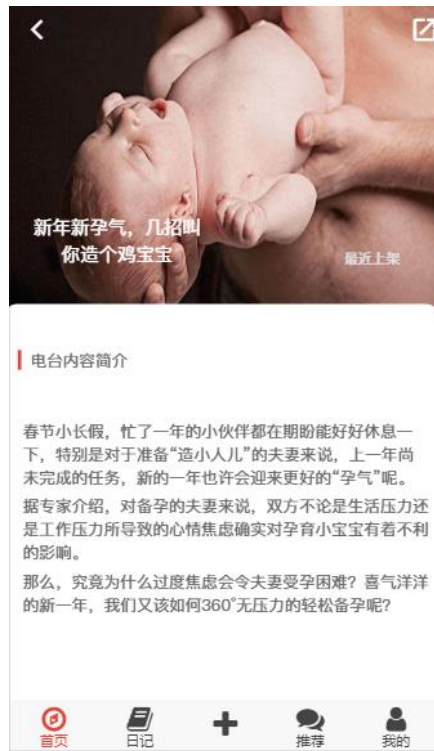 新年新孕气，几招叫
你造个鸡宝宝
最近上架
电台内容简介
春节小长假，忙了一年的小伙伴都在期盼能好好休息一
下，特别是对于准备“造小人儿”的夫妻来说，上一年尚
未完成的任务，新的一年也许会迎来更好的“孕气”呢。
据专家介绍，对备孕的夫妻来说，双方不论是生活压力还
是工作压力所导致的心情焦虑确实对孕育小宝宝有着不利
的影响。
那么，究竟为什么过度焦虑会令夫妻受孕困难？喜气洋洋
的新一年，我们又该如何360°无压力的轻松备孕呢？
首页 日记 推荐 我的